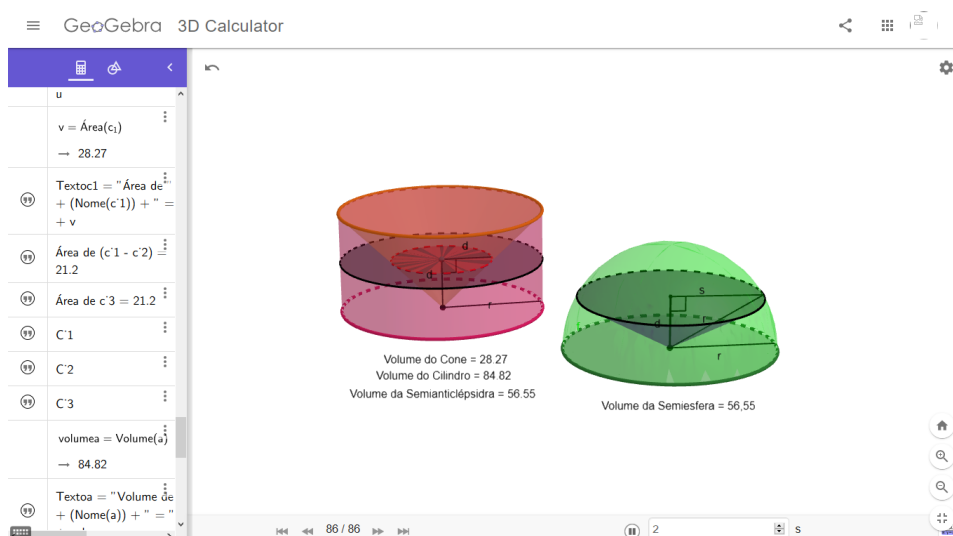 GeoGebra 3D Calculator
u
v = Área(c₁)
→ 28.27
Textoc1 = "Área de "
+ (Nome(c´1)) + " =
+ v
Área de (c´1 - c´2) =
21.2
Área de c´3 = 21.2
C´1
C´2
C´3
volumea = Volume(a)
→ 84.82
Textoa = "Volume de
+ (Nome(a)) + " = "
d
d
r
s
d
r
r
Volume do Cone = 28.27
Volume do Cilindro = 84.82
Volume da Semianticlépsidra = 56.55
Volume da Semiesfera = 56,55
86 / 86
2 s